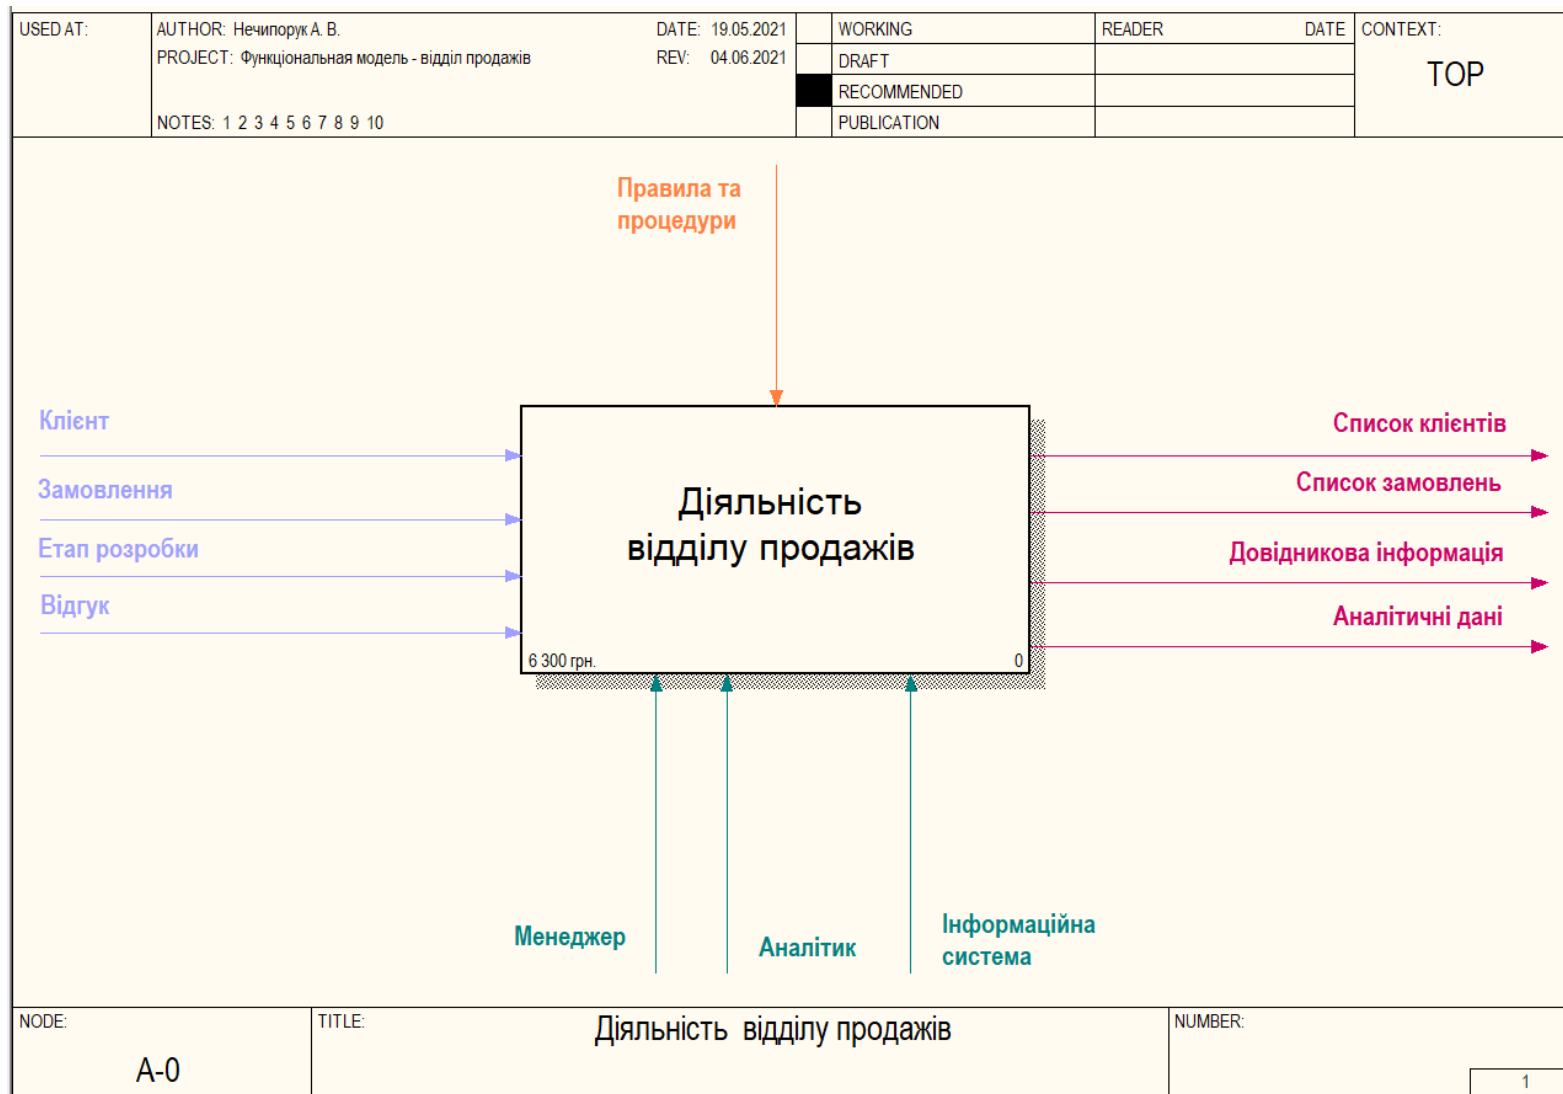 USED AT:
AUTHOR: Нечипорук А. В.
DATE: 19.05.2021
WORKING
READER
DATE
CONTEXT:
PROJECT: Функціональная модель - відділ продажів
REV: 04.06.2021
DRAFT
TOP
RECOMMENDED
NOTES: 1 2 3 4 5 6 7 8 9 10
PUBLICATION
Правила та
процедури
Клієнт
Замовлення
Етап розробки
Відгук
Діяльність
відділу продажів
6 300 грн.
0
Список клієнтів
Список замовлень
Довідникова інформація
Аналітичні дані
Менеджер
Аналітик
Інформаційна
система
NODE:
A-0
TITLE:
Діяльність відділу продажів
NUMBER:
1